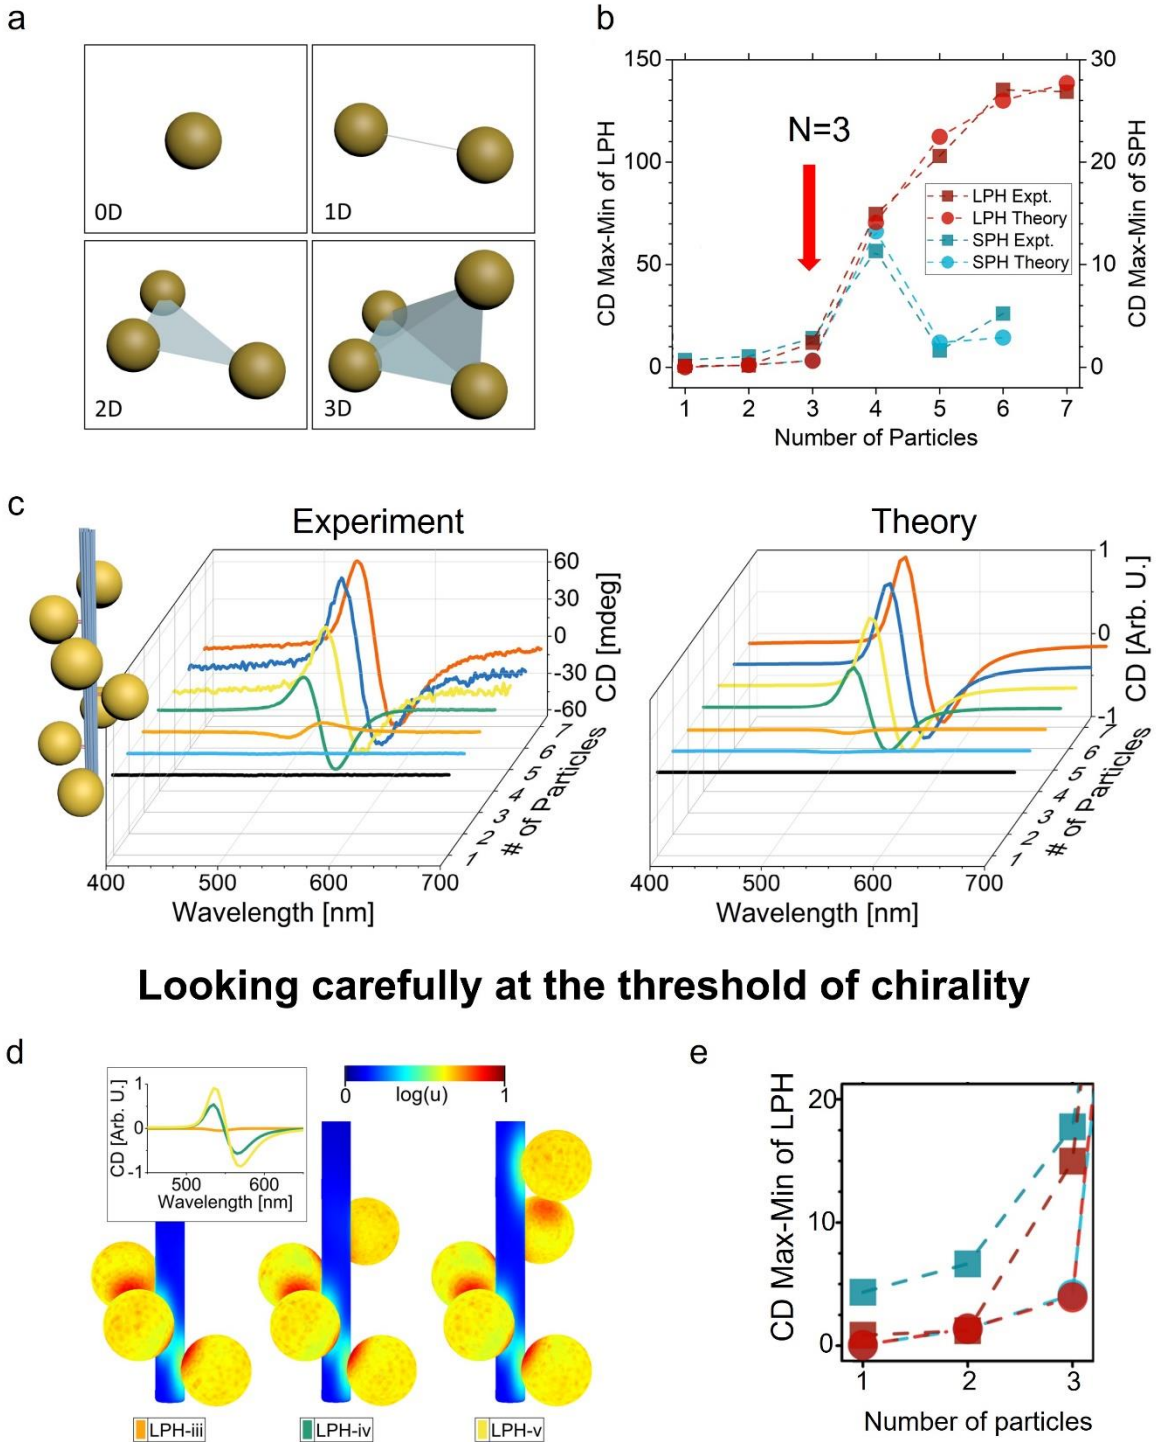 a
0D
1D
2D
3D
b
150
100
50
0
CD Max-Min of LPH
30
20
10
0
CD Max-Min of SPH
N=3
LPH Expt.
LPH Theory
SPH Expt.
SPH Theory
1 2 3 4 5 6 7
Number of Particles
c
Experiment
60
30
0
-30
-60
CD [mdeg]
7
6
5
4
3
2
1
# of Particles
400 500 600 700
Wavelength [nm]
Theory
1
0
-1
CD [Arb. U.]
7
6
5
4
3
2
1
# of Particles
400 500 600 700
Wavelength [nm]
Looking carefully at the threshold of chirality
d
1
0
-1
CD [Arb. U.]
500 600
Wavelength [nm]
0 log(u) 1
LPH-iii
LPH-iv
LPH-v
e
20
10
0
CD Max-Min of LPH
1 2 3
Number of particles